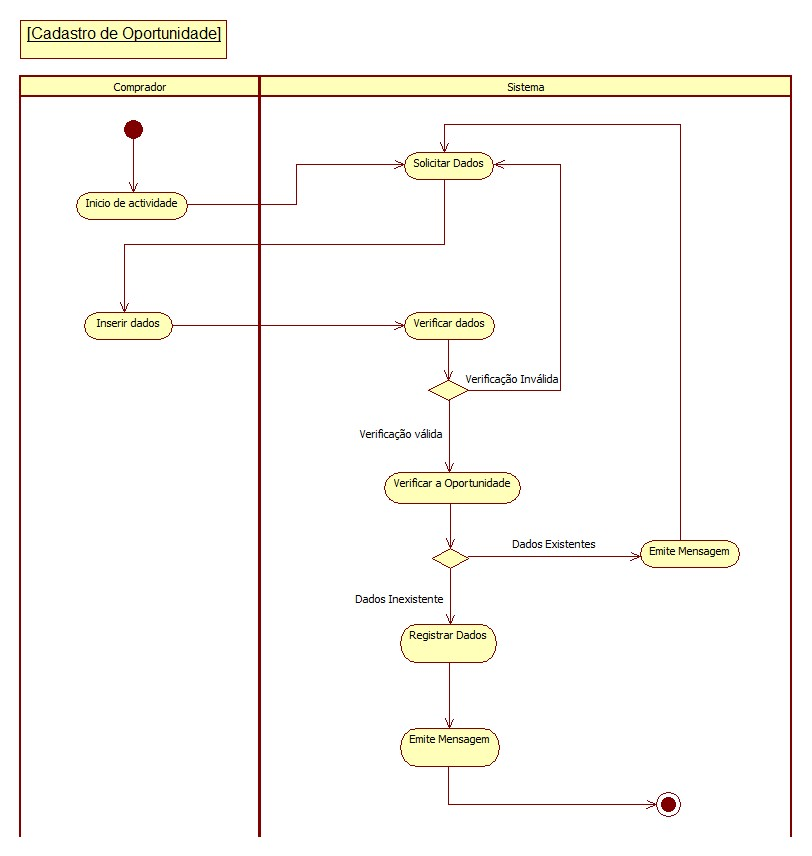 [Cadastro de Oportunidade]
Comprador
Sistema
Solicitar Dados
Inicio de actividade
Inserir dados
Verificar dados
Verificação Inválida
Verificação válida
Verificar a Oportunidade
Dados Existentes
Emite Mensagem
Dados Inexistente
Registrar Dados
Emite Mensagem